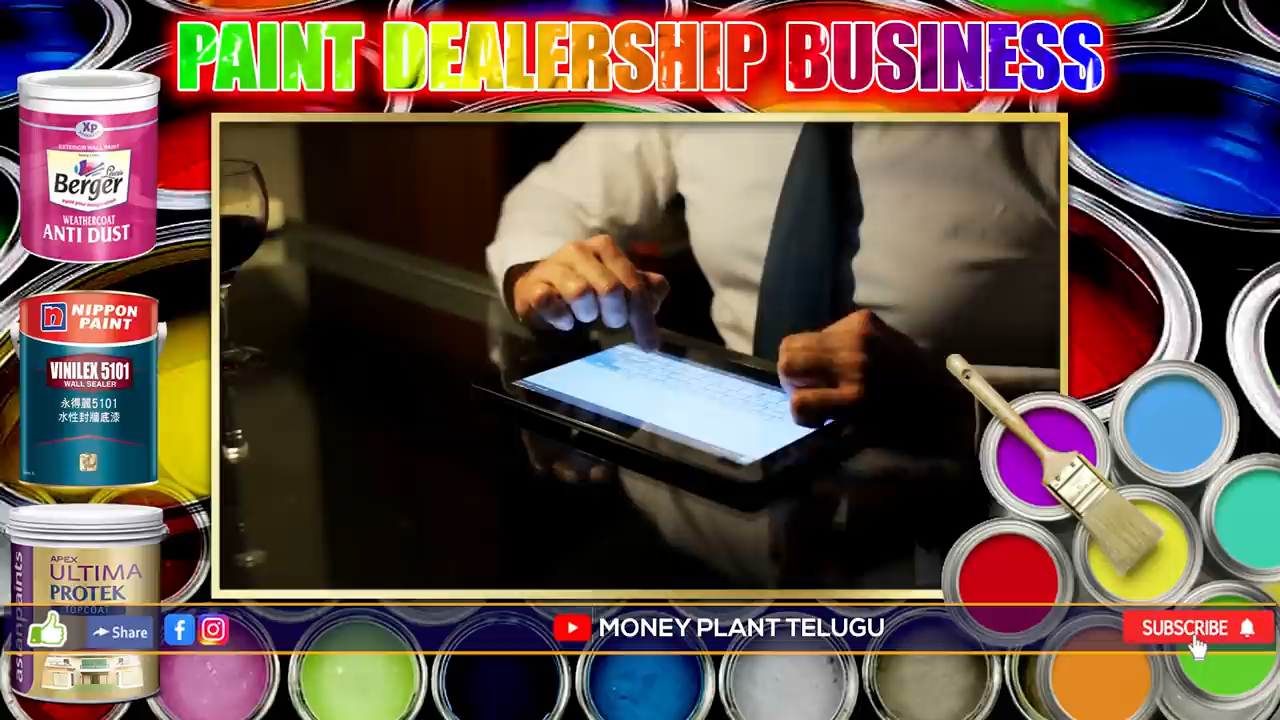 PAINT DEALERSHIP BUSINESS
XP
EXTERIOR WALL PAINT
Berger
WEATHERCOAT
ANTI DUST
n NIPPON
PAINT
VINILEX 5101
WALL SEALER
永得麗5101
水性封牆底漆
APEX
ULTIMA
PROTEK
TOPCOAT
asianpaints
Share
f
MONEY PLANT TELUGU
SUBSCRIBE